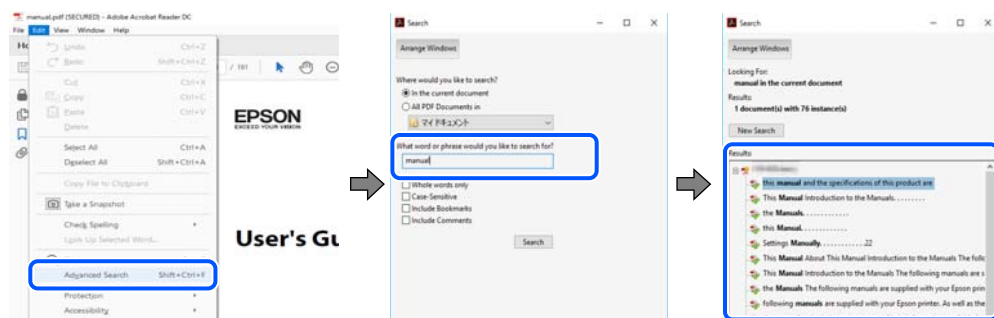 manual.pdf (SECURED) - Adobe Acrobat Reader DC
File Edit View Window Help
Undo Ctrl+Z
Redo Shift+Ctrl+Z
Cut Ctrl+X
Copy Ctrl+C
Paste Ctrl+V
Delete
Select All Ctrl+A
Deselect All Shift+Ctrl+A
Copy File to Clipboard
Take a Snapshot
Check Spelling
Look Up Selected Word...
Advanced Search Shift+Ctrl+F
Protection
Accessibility
/ 161
EPSON
EXCEED YOUR VISION
User's Gu
Search
Arrange Windows
Where would you like to search?
In the current document
All PDF Documents in
マイ ドキュメント
What word or phrase would you like to search for?
manual
Whole words only
Case-Sensitive
Include Bookmarks
Include Comments
Search
Search
Arrange Windows
Looking For:
manual in the current document
Results:
1 document(s) with 76 instance(s)
New Search
Results:
this manual and the specifications of this product are
This Manual Introduction to the Manuals. . . . . . . . .
the Manuals. . . . . . . . . . . .
this Manual. . . . . . . . . . . .
Settings Manually. . . . . . . . . . . .22
This Manual About This Manual Introduction to the Manuals The follo
This Manual Introduction to the Manuals The following manuals are s
the Manuals The following manuals are supplied with your Epson prin
following manuals are supplied with your Epson printer. As well as the